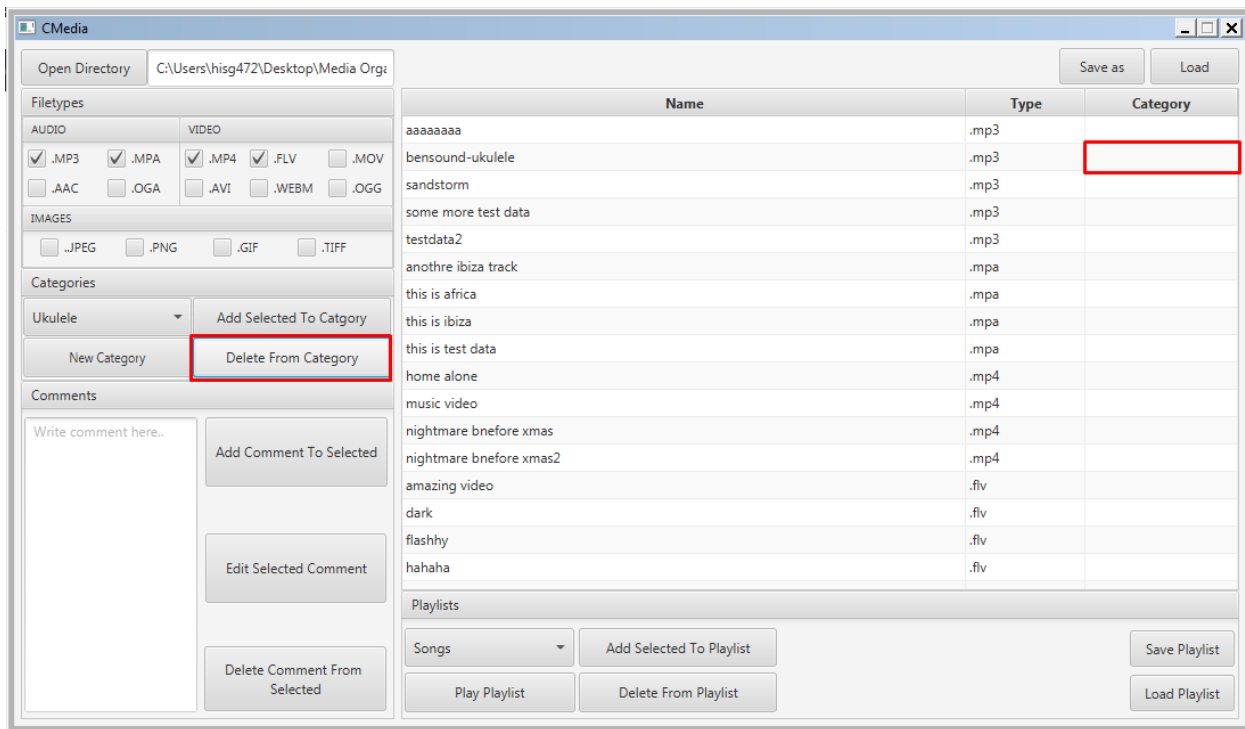 CMedia
Open Directory C:\Users\hisg472\Desktop\Media Orga
Save as Load
Filetypes
AUDIO VIDEO
.MP3 .MPA .MP4 .FLV .MOV
.AAC .OGA .AVI .WEBM .OGG
IMAGES
.JPEG .PNG .GIF .TIFF
Categories
Ukulele Add Selected To Catgory
New Category Delete From Category
Comments
Write comment here..
Add Comment To Selected
Edit Selected Comment
Delete Comment From
Selected
Name Type Category
aaaaaaaa .mp3
bensound-ukulele .mp3
sandstorm .mp3
some more test data .mp3
testdata2 .mp3
anothre ibiza track .mpa
this is africa .mpa
this is ibiza .mpa
this is test data .mpa
home alone .mp4
music video .mp4
nightmare bnefore xmas .mp4
nightmare bnefore xmas2 .mp4
amazing video .flv
dark .flv
flashhy .flv
hahaha .flv
Playlists
Songs Add Selected To Playlist Save Playlist
Play Playlist Delete From Playlist Load Playlist